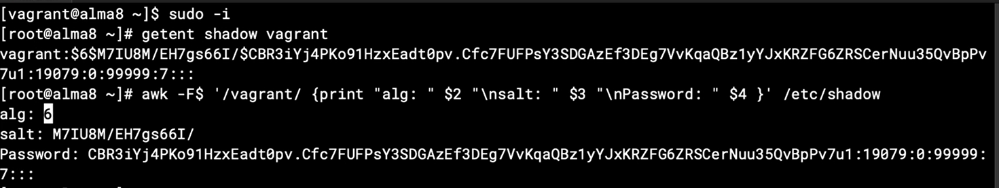 [vagrant@alma8 ~]$ sudo -i
[root@alma8 ~]# getent shadow vagrant
vagrant:$6$M7IU8M/EH7gs66I/$CBR3iYj4PKo91HzxEadt0pv.Cfc7FUFPsY3SDGAzEf3DEg7VvKqaQBz1yYJxKRZFG6ZRSCerNuu35QvBpPv
7u1:19079:0:99999:7:::
[root@alma8 ~]# awk -F$ '/vagrant/ {print "alg: " $2 "\nsalt: " $3 "\nPassword: " $4 }' /etc/shadow
alg: 6
salt: M7IU8M/EH7gs66I/
Password: CBR3iYj4PKo91HzxEadt0pv.Cfc7FUFPsY3SDGAzEf3DEg7VvKqaQBz1yYJxKRZFG6ZRSCerNuu35QvBpPv7u1:19079:0:99999:
7:::